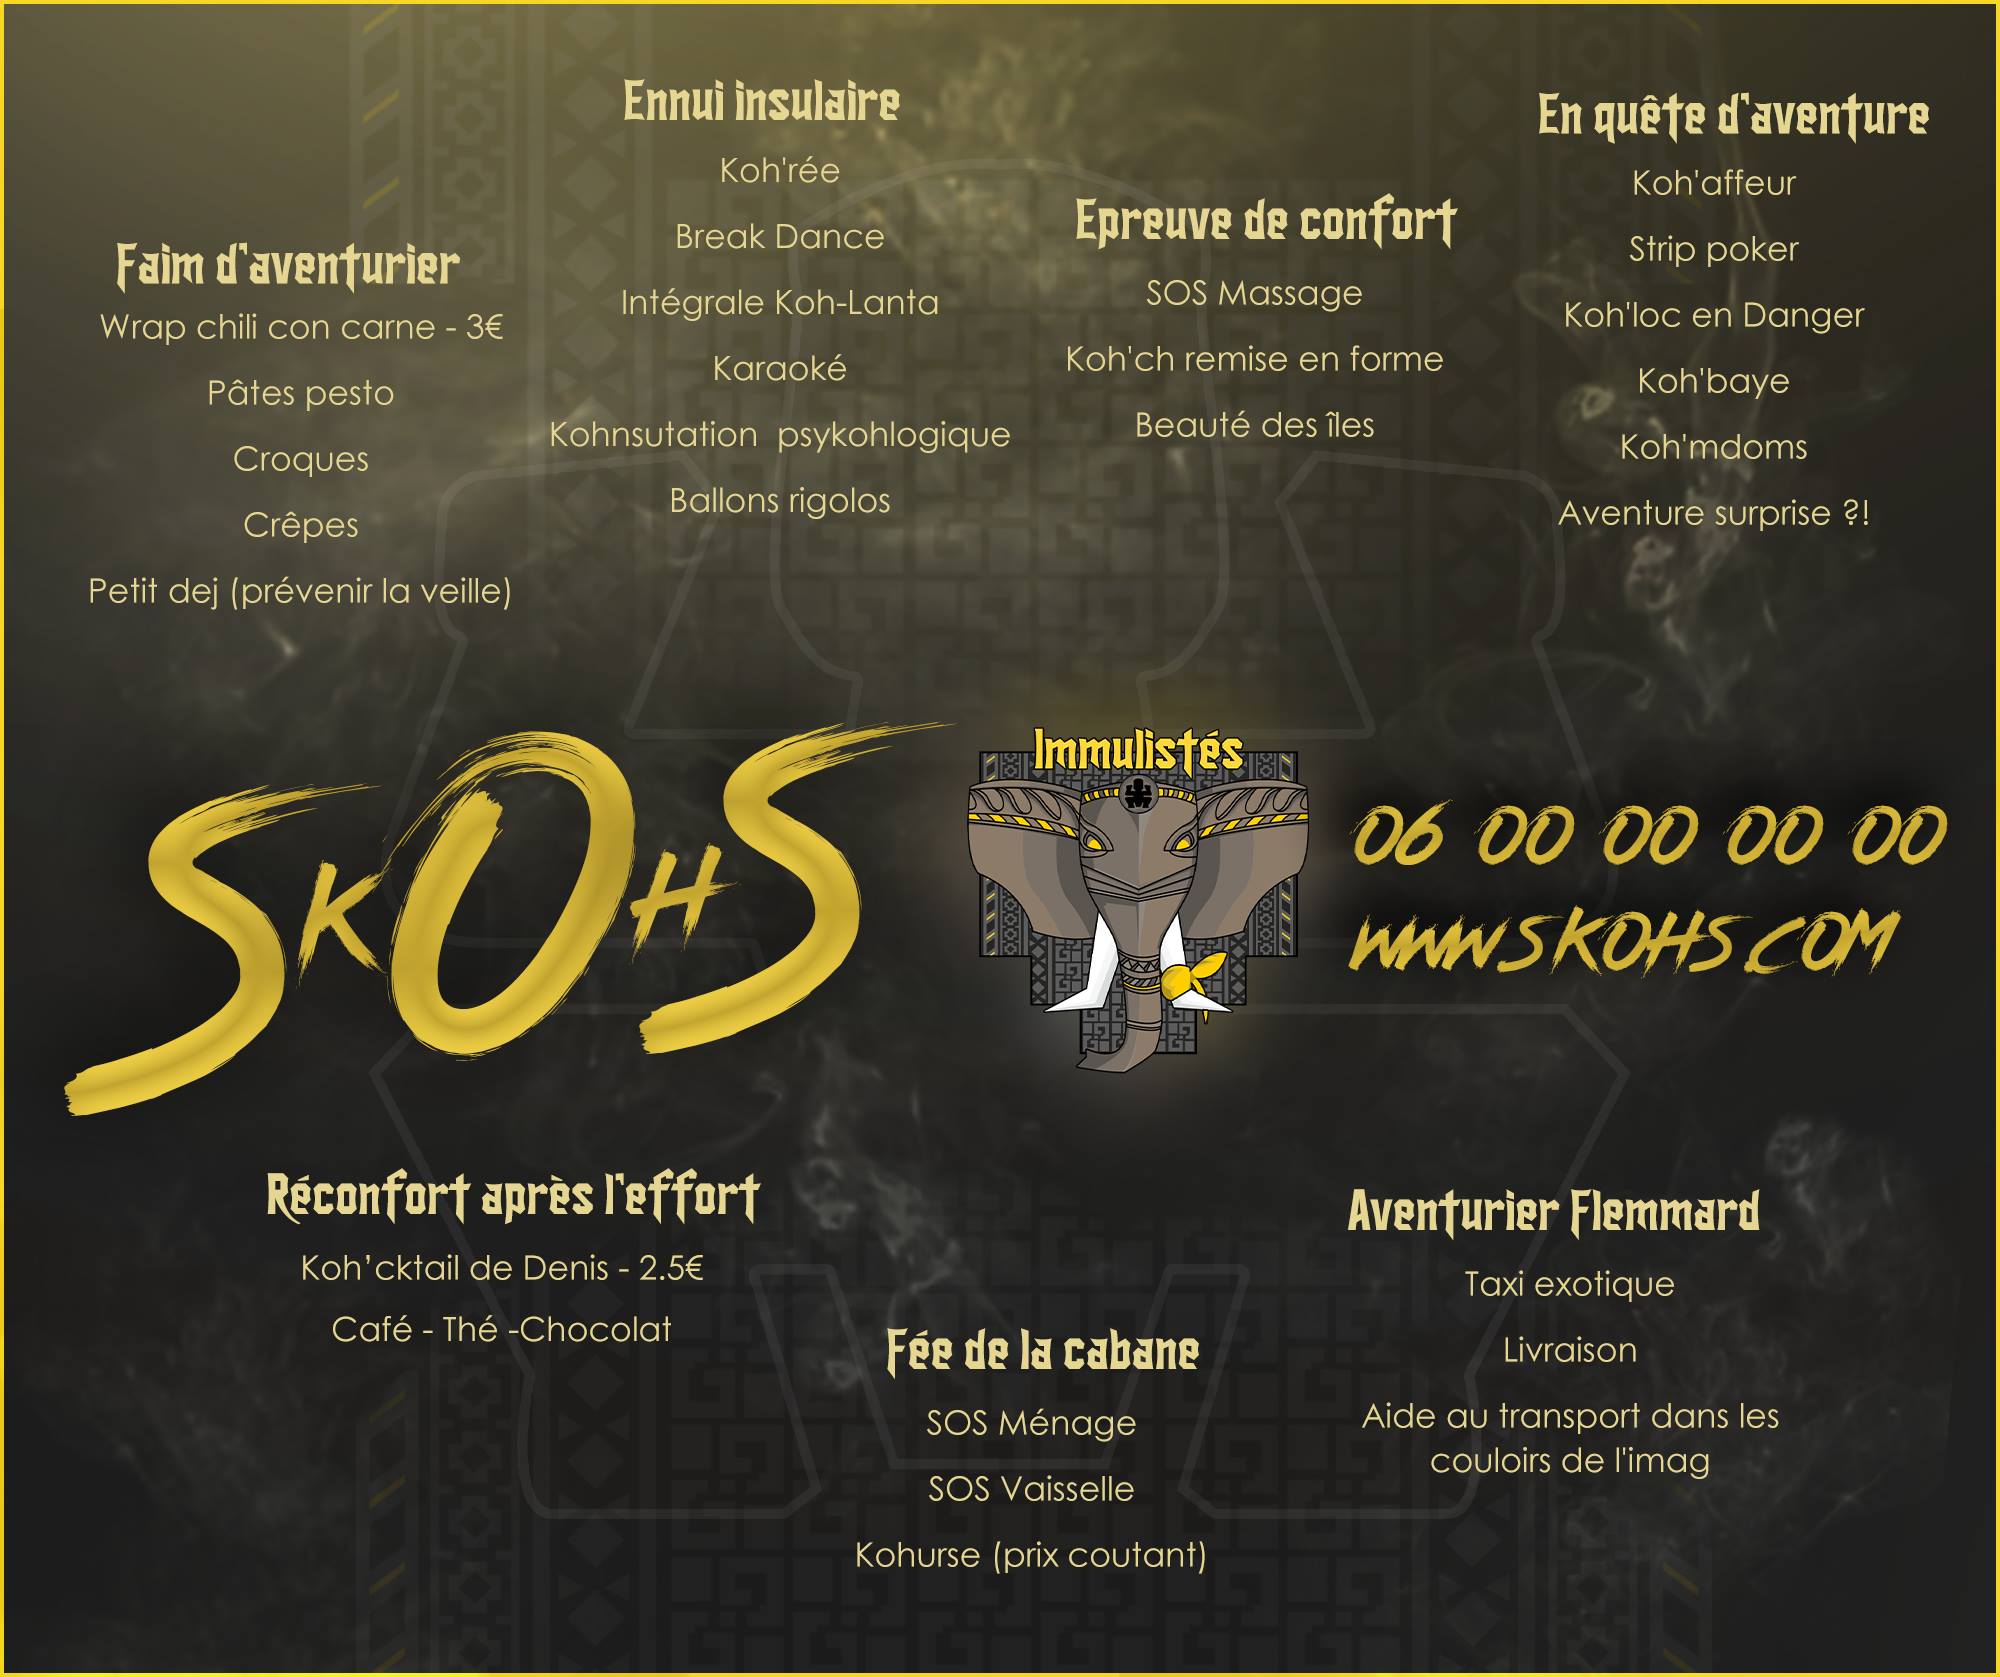 Faim d'aventurier
Wrap chili con carne - 3€
Pâtes pesto
Croques
Crêpes
Petit dej (prévenir la veille)
Ennui insulaire
Koh'rée
Break Dance
Intégrale Koh-Lanta
Karaoké
Kohnsutation psykohlogique
Ballons rigolos
Epreuve de confort
SOS Massage
Koh'ch remise en forme
Beauté des îles
En quête d'aventure
Koh'affeur
Strip poker
Koh'loc en Danger
Koh'baye
Koh'mdoms
Aventure surprise ?!
SKOHS
Immulistés
06 00 00 00 00
WWW.SKOHS.COM
Réconfort après l'effort
Koh’cktail de Denis - 2.5€
Café - Thé -Chocolat
Fée de la cabane
SOS Ménage
SOS Vaisselle
Kohurse (prix coutant)
Aventurier Flemmard
Taxi exotique
Livraison
Aide au transport dans les
couloirs de l'imag